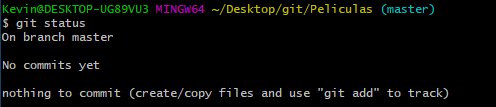 Kevin@DESKTOP-UG89VU3 MINGW64 ~/Desktop/git/Peliculas (master)
$ git status
On branch master
No commits yet
nothing to commit (create/copy files and use "git add" to track)